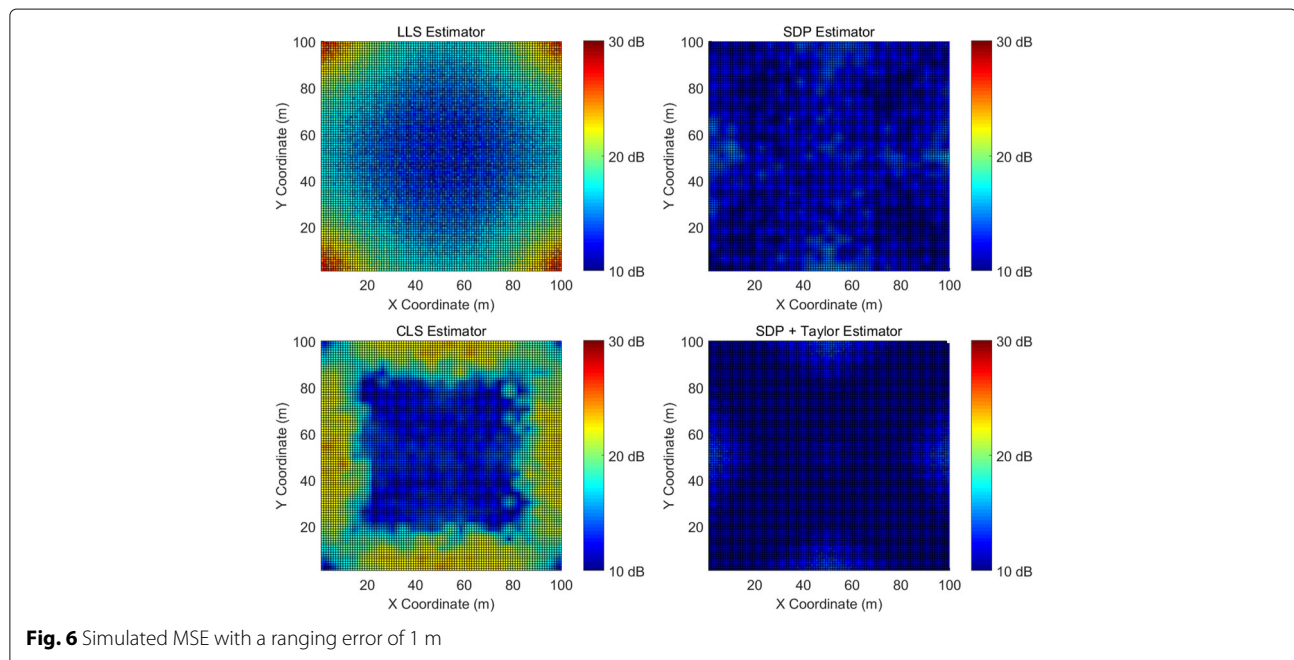 LLS Estimator
100
80
60
40
20
Y Coordinate (m)
20 40 60 80 100
X Coordinate (m)
30 dB
20 dB
10 dB
SDP Estimator
100
80
60
40
20
Y Coordinate (m)
20 40 60 80 100
X Coordinate (m)
30 dB
20 dB
10 dB
CLS Estimator
100
80
60
40
20
Y Coordinate (m)
20 40 60 80 100
X Coordinate (m)
30 dB
20 dB
10 dB
SDP + Taylor Estimator
100
80
60
40
20
Y Coordinate (m)
20 40 60 80 100
X Coordinate (m)
30 dB
20 dB
10 dB
Fig. 6 Simulated MSE with a ranging error of 1 m